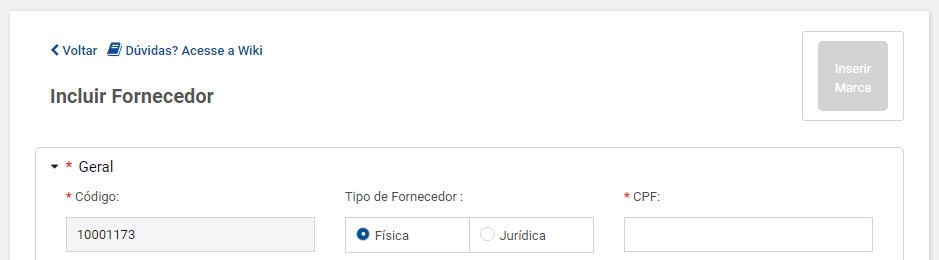 Voltar Dúvidas? Acesse a Wiki
Inserir
Marca
Incluir Fornecedor
* Geral
* Código: Tipo de Fornecedor : * CPF:
10001173 Física Jurídica